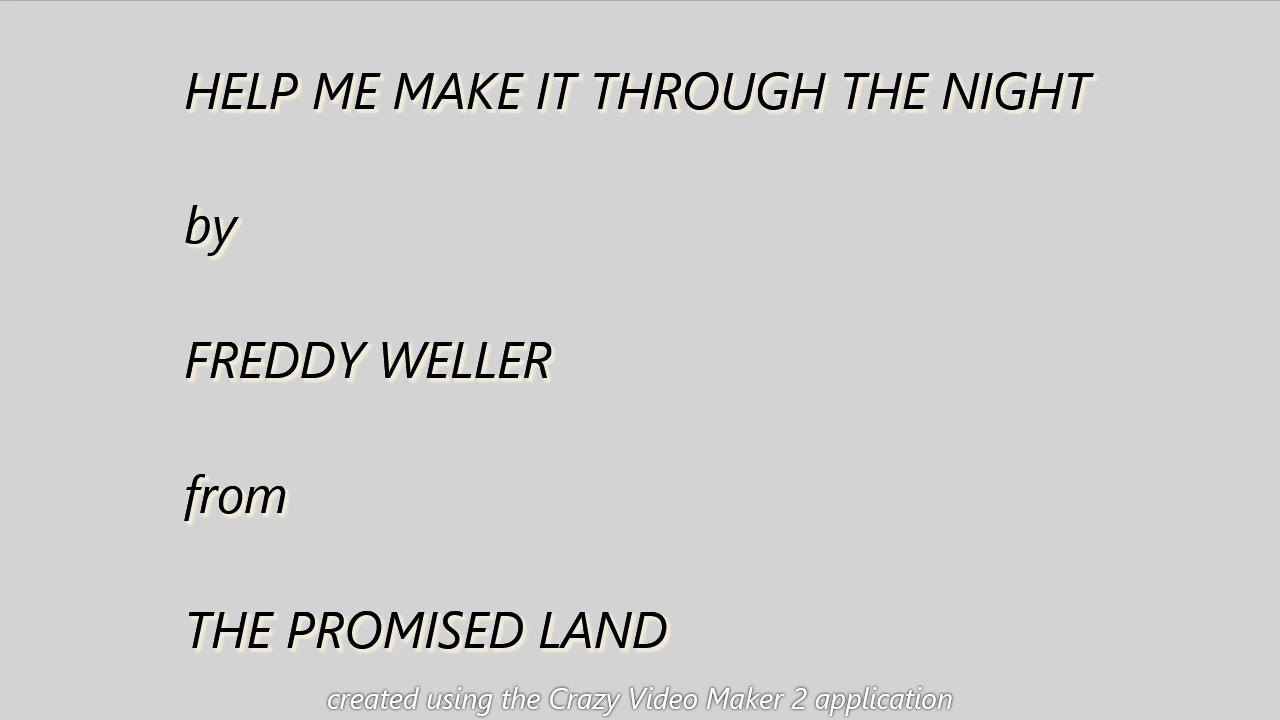 HELP ME MAKE IT THROUGH THE NIGHT
by
FREDDY WELLER
from
THE PROMISED LAND
created using the Crazy Video Maker 2 application